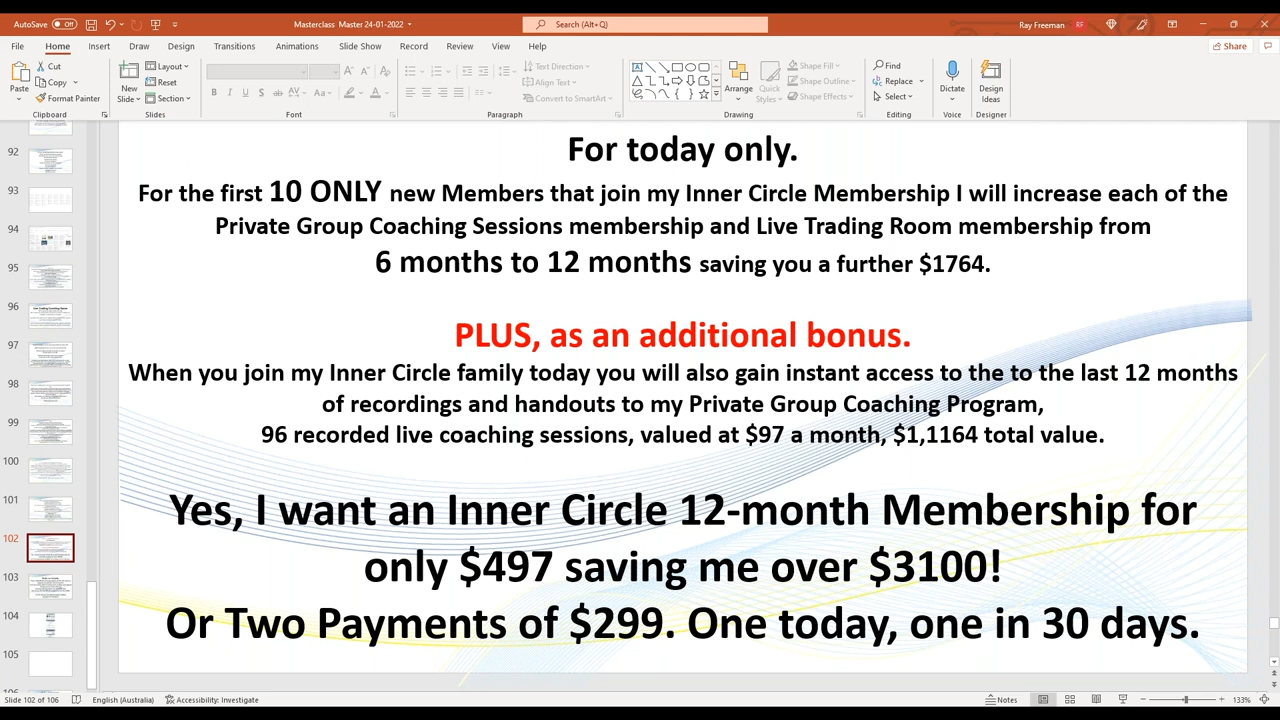 AutoSave Off Masterclass Master 24-01-2022 Search (Alt+Q) Ray Freeman RF
File Home Insert Draw Design Transitions Animations Slide Show Record Review View Help Share
Paste Cut Copy Format Painter New Slide Layout Reset Section B I U S Text Direction Align Text Convert to SmartArt Arrange Quick Styles Shape Fill Shape Outline Shape Effects Find Replace Select Dictate Design Ideas
Clipboard Slides Font Paragraph Drawing Editing Voice Designer
92
93
94
95
96
97
98
99
100
101
102
103
104
105
For today only.
For the first 10 ONLY new Members that join my Inner Circle Membership I will increase each of the
Private Group Coaching Sessions membership and Live Trading Room membership from
6 months to 12 months saving you a further $1764.
PLUS, as an additional bonus.
When you join my Inner Circle family today you will also gain instant access to the to the last 12 months
of recordings and handouts to my Private Group Coaching Program,
96 recorded live coaching sessions, valued at $97 a month, $1,1164 total value.
Yes, I want an Inner Circle 12-month Membership for
only $497 saving me over $3100!
Or Two Payments of $299. One today, one in 30 days.
Slide 102 of 106 English (Australia) Accessibility: Investigate Notes 133%